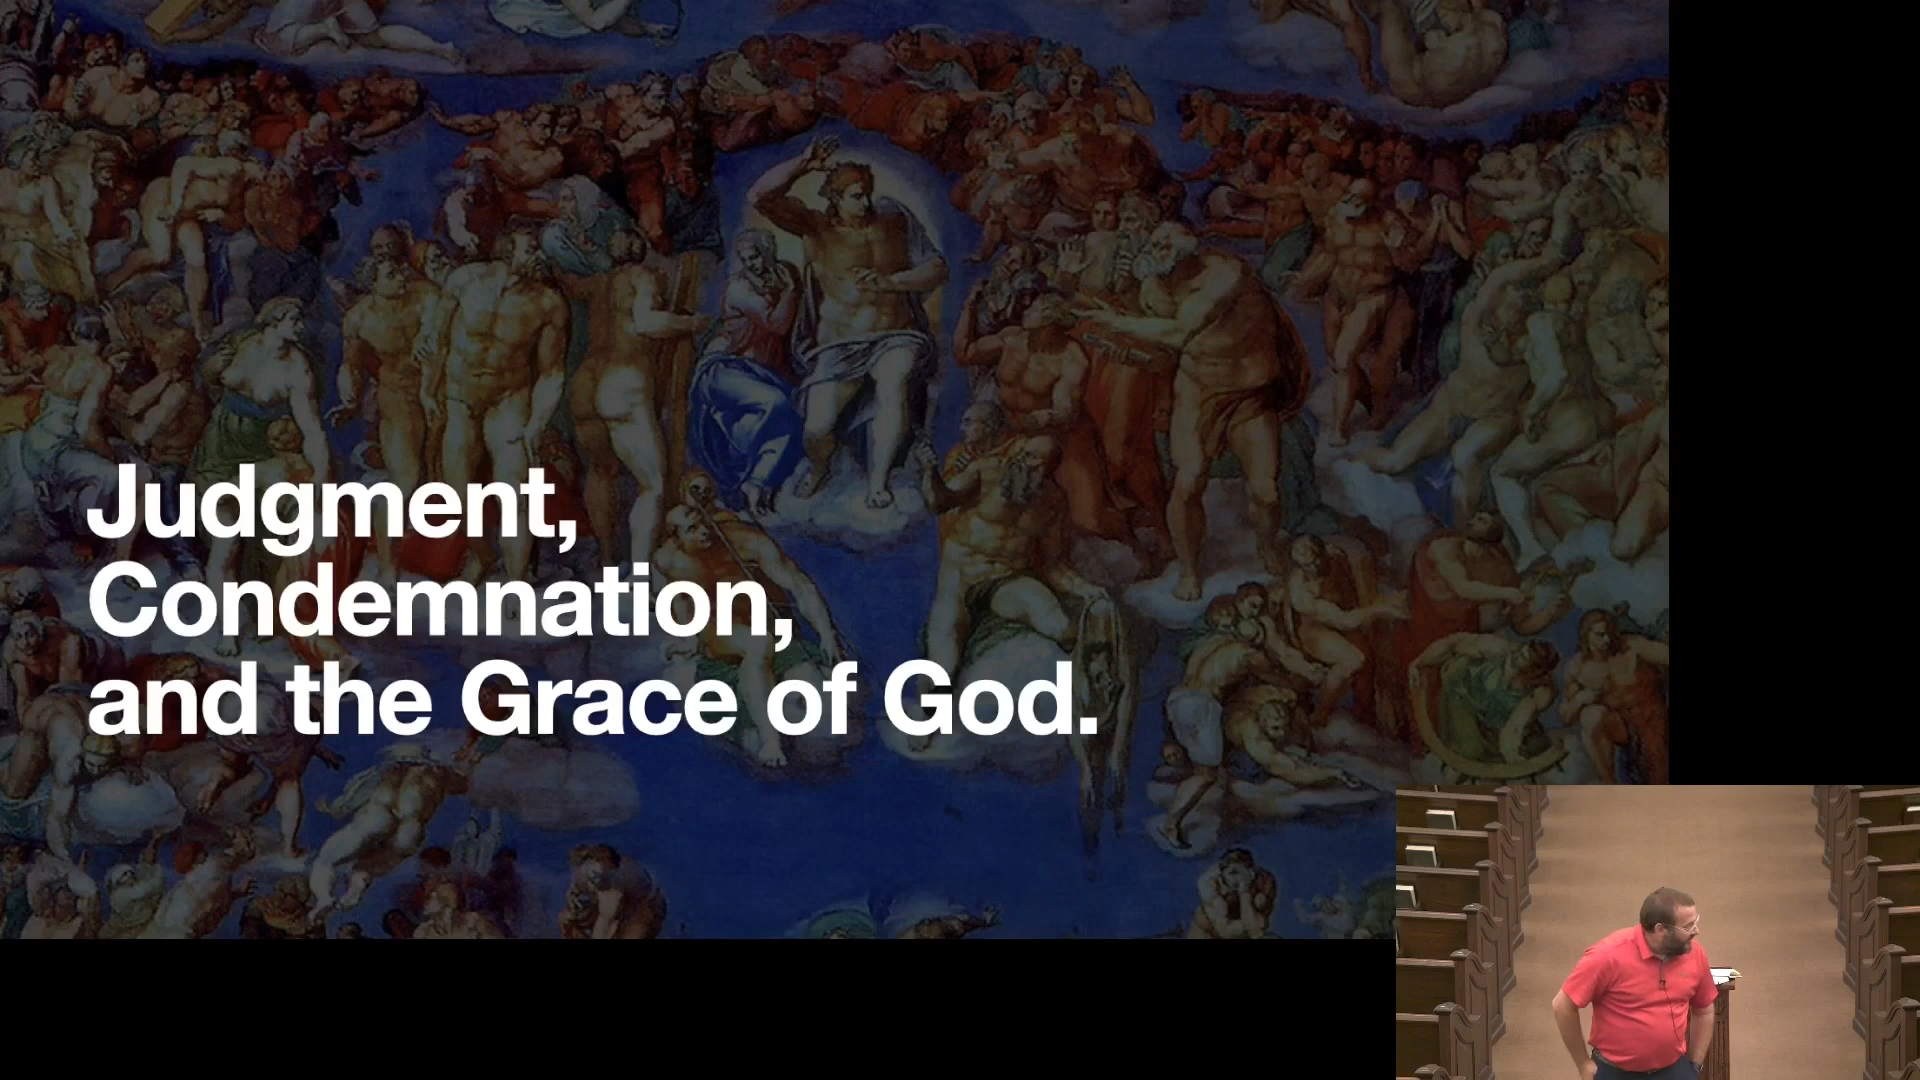 Judgment,
Condemnation,
and the Grace of God.